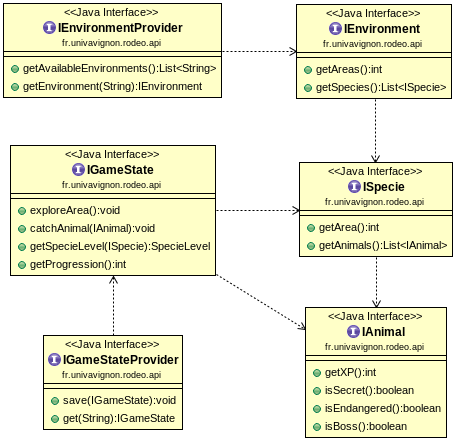 <<Java Interface>>
IEnvironmentProvider
fr.univavignon.rodeo.api
getAvailableEnvironments():List<String>
getEnvironment(String):IEnvironment
<<Java Interface>>
IEnvironment
fr.univavignon.rodeo.api
getAreas():int
getSpecies():List<ISpecie>
<<Java Interface>>
IGameState
fr.univavignon.rodeo.api
exploreArea():void
catchAnimal(IAnimal):void
getSpecieLevel(ISpecie):SpecieLevel
getProgression():int
<<Java Interface>>
ISpecie
fr.univavignon.rodeo.api
getArea():int
getAnimals():List<IAnimal>
<<Java Interface>>
IGameStateProvider
fr.univavignon.rodeo.api
save(IGameState):void
get(String):IGameState
<<Java Interface>>
IAnimal
fr.univavignon.rodeo.api
getXP():int
isSecret():boolean
isEndangered():boolean
isBoss():boolean